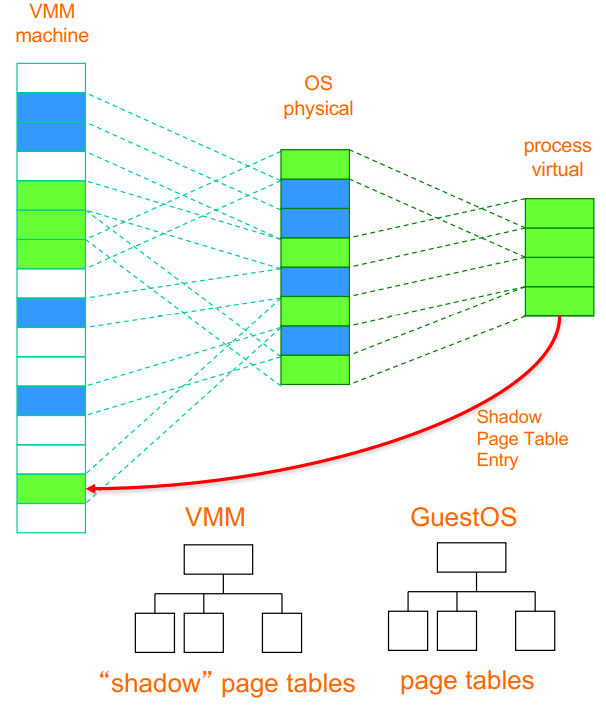 VMM
machine
OS
physical
process
virtual
Shadow
Page Table
Entry
VMM
GuestOS
“shadow” page tables
page tables